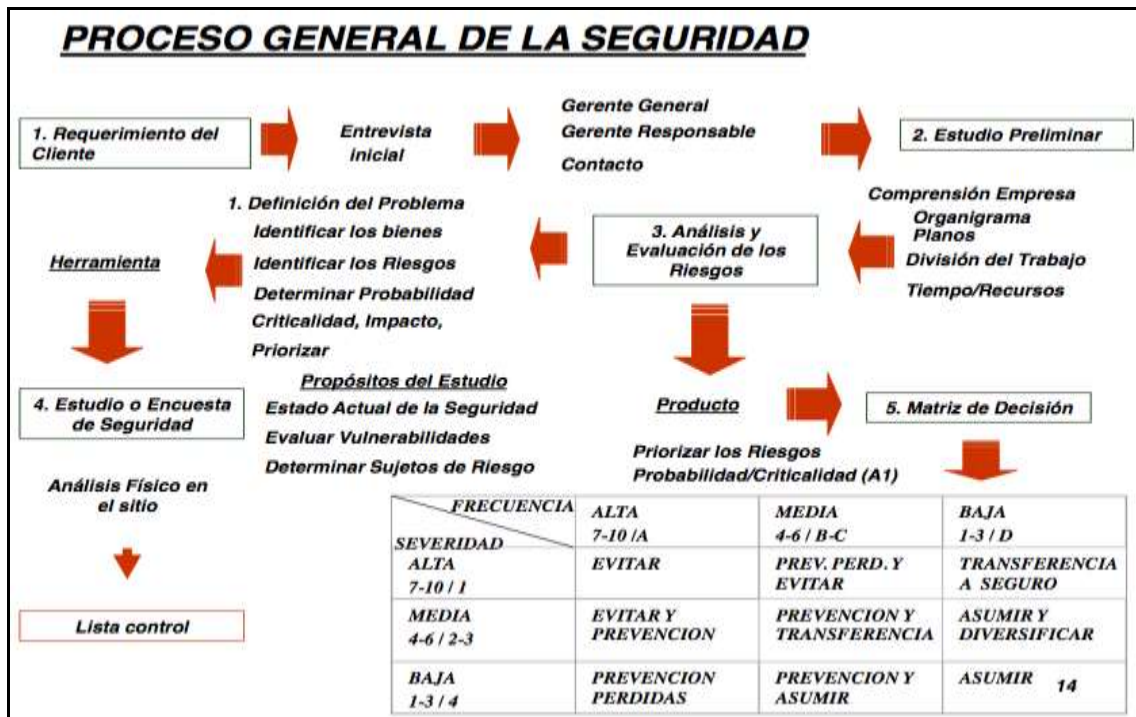 PROCESO GENERAL DE LA SEGURIDAD
1. Requerimiento del
Cliente
Entrevista
inicial
Gerente General
Gerente Responsable
Contacto
2. Estudio Preliminar
Comprensión Empresa
Organigrama
Planos
División del Trabajo
Tiempo/Recursos
3. Análisis y
Evaluación de los
Riesgos
1. Definición del Problema
Identificar los bienes
Identificar los Riesgos
Determinar Probabilidad
Criticalidad, Impacto,
Priorizar
Herramienta
4. Estudio o Encuesta
de Seguridad
Análisis Físico en
el sitio
Lista control
Propósitos del Estudio
Estado Actual de la Seguridad
Evaluar Vulnerabilidades
Determinar Sujetos de Riesgo
Producto
Priorizar los Riesgos
Probabilidad/Criticalidad (A1)
5. Matriz de Decisión
FRECUENCIA
SEVERIDAD
ALTA
7-10 /A
MEDIA
4-6 / B-C
BAJA
1-3 / D
ALTA
7-10 / 1
EVITAR
PREV. PERD. Y
EVITAR
TRANSFERENCIA
A SEGURO
MEDIA
4-6 / 2-3
EVITAR Y
PREVENCION
PREVENCION Y
TRANSFERENCIA
ASUMIR Y
DIVERSIFICAR
BAJA
1-3 / 4
PREVENCION
PERDIDAS
PREVENCION Y
ASUMIR
ASUMIR
14